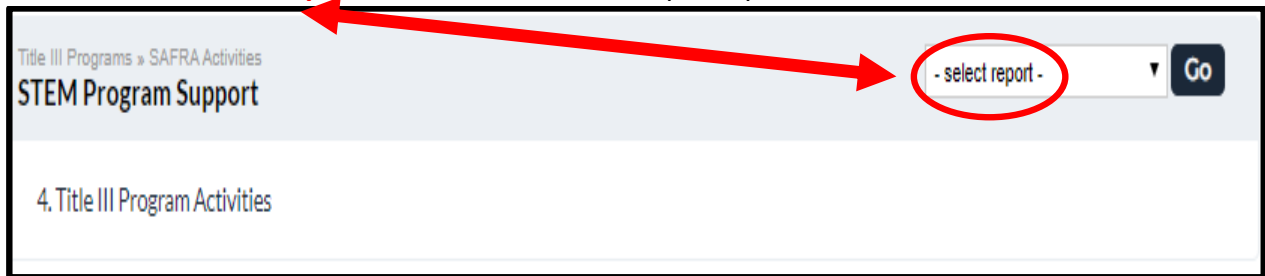 Title III Programs » SAFRA Activities
STEM Program Support
- select report -
Go
4. Title III Program Activities